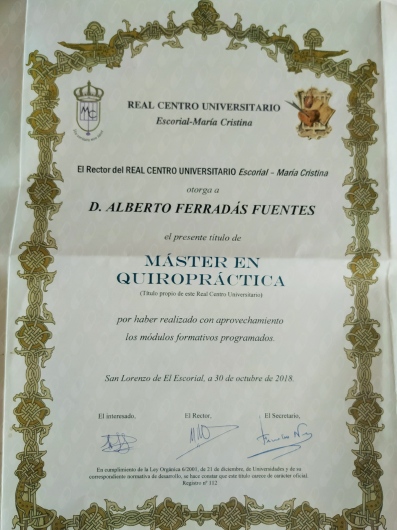 REAL CENTRO UNIVERSITARIO
Escorial-María Cristina
El Rector del REAL CENTRO UNIVERSITARIO Escorial – María Cristina
otorga a
D. ALBERTO FERRADÁS FUENTES
el presente título de
MÁSTER EN
QUIROPRÁCTICA
(Título propio de este Real Centro Universitario)
por haber realizado con aprovechamiento
los módulos formativos programados.
San Lorenzo de El Escorial, a 30 de octubre de 2018.
El interesado, El Rector, El Secretario,
En cumplimiento de la Ley Orgánica 6/2001, de 21 de diciembre, de Universidades y de su
correspondiente normativa de desarrollo, se hace constar que este título carece de carácter oficial.
Registro nº 112